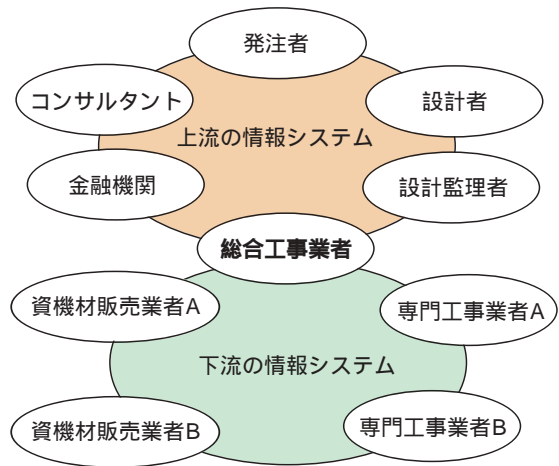 発注者
コンサルタント
設計者
上流の情報システム
金融機関
設計監理者
総合工事業者
資機材販売業者A
専門工事業者A
下流の情報システム
資機材販売業者B
専門工事業者B